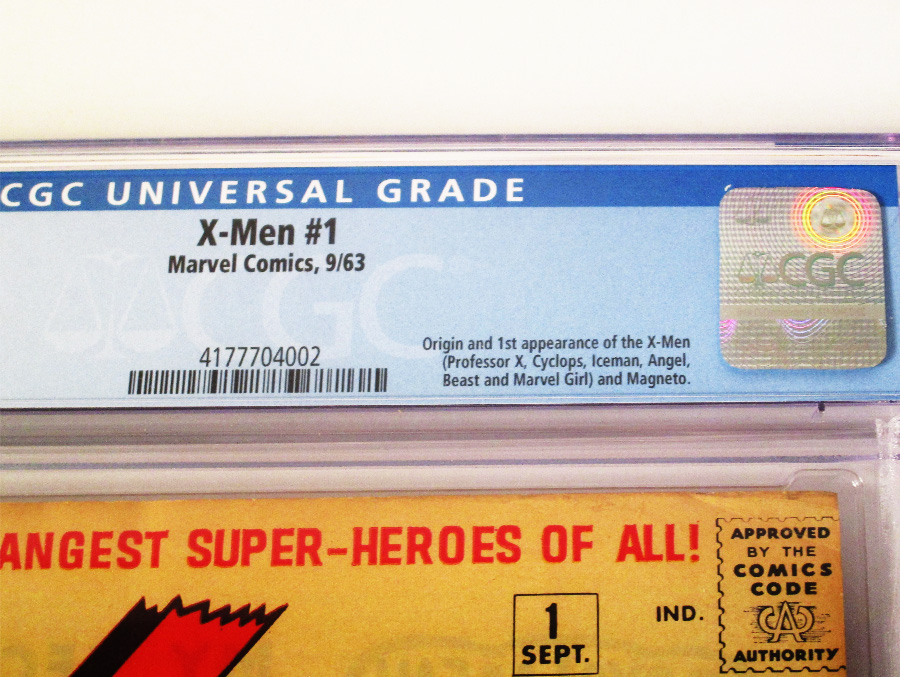 CGC UNIVERSAL GRADE
X-Men #1
Marvel Comics, 9/63
CGC
4177704002
Origin and 1st appearance of the X-Men
(Professor X, Cyclops, Iceman, Angel,
Beast and Marvel Girl) and Magneto.
CGC
ANGEST SUPER-HEROES OF ALL!
1
SEPT.
IND.
APPROVED
BY THE
COMICS
CODE
CA
AUTHORITY